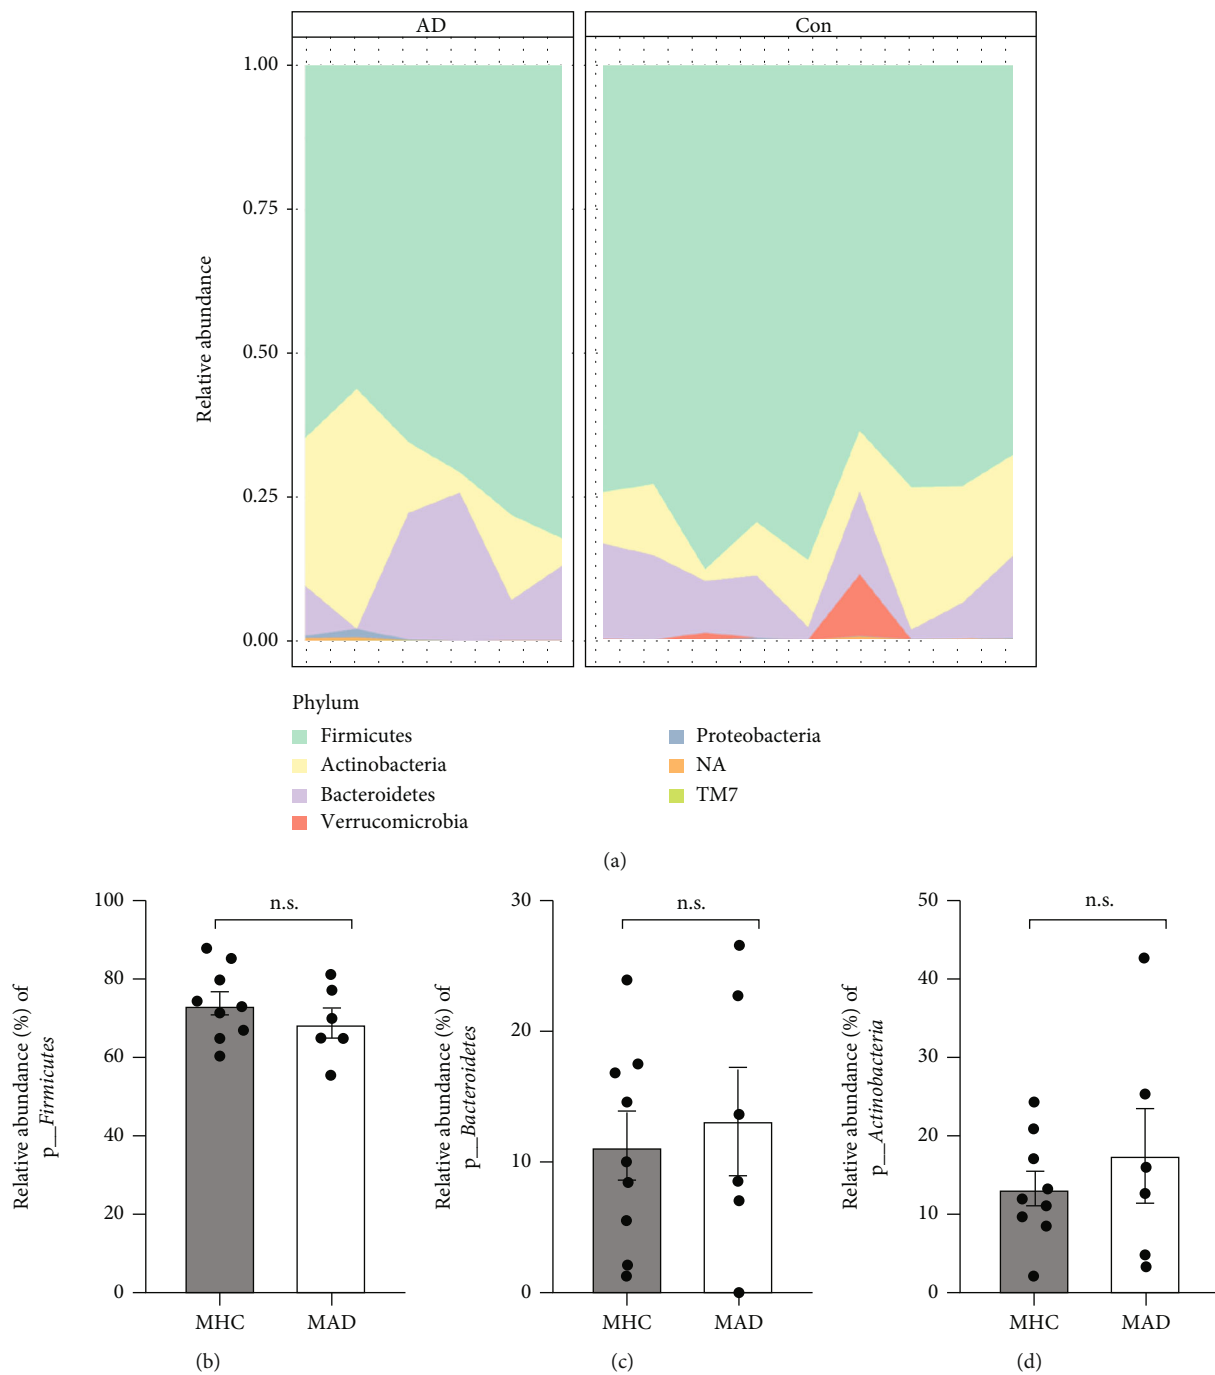 AD
Con
1.00
0.75
0.50
0.25
0.00
Relative abundance
Phylum
Firmicutes
Actinobacteria
Bacteroidetes
Verrucomicrobia
Proteobacteria
NA
TM7
(a)
Relative abundance (%) of
p__Firmicutes
100
80
60
40
20
0
n.s.
MHC
MAD
(b)
Relative abundance (%) of
p__Bacteroidetes
30
20
10
0
n.s.
MHC
MAD
(c)
Relative abundance (%) of
p__Actinobacteria
50
40
30
20
10
0
n.s.
MHC
MAD
(d)